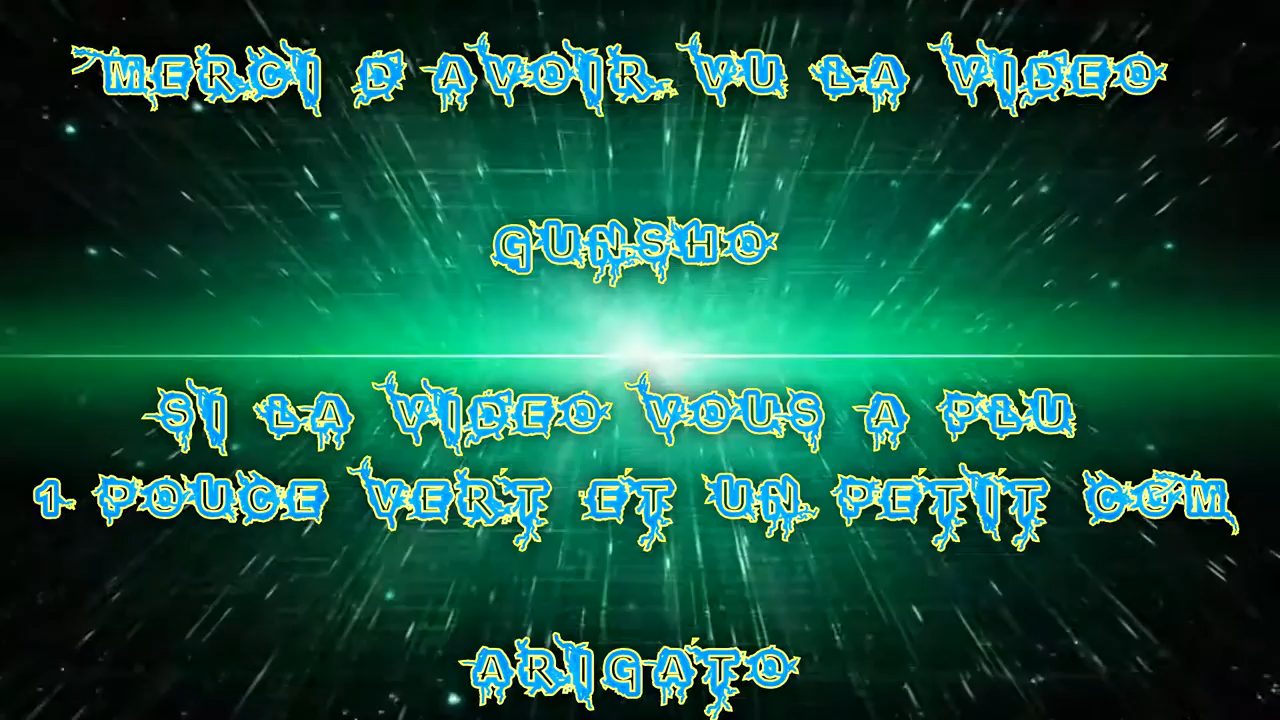 MERCI D AVOIR VU LA VIDEO
GUNSHO
SI LA VIDEO VOUS A PLU
1 POUCE VERT ET UN PETIT COM
ARIGATO